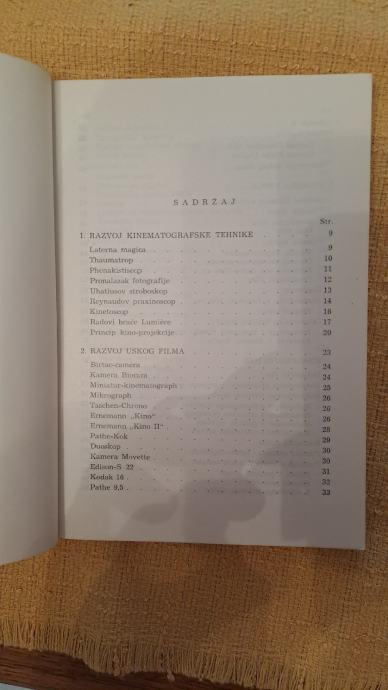 SADRŽAJ
Str.
1. RAZVOJ KINEMATOGRAFSKE TEHNIKE . 9
Laterna magica . 9
Thaumatrop . 10
Phenakistiscop . 11
Pronalazak fotografije . 12
Uhatiusov stroboskop . 13
Reynaudov praxinoscop . 14
Kinetoscop . 16
Radovi braće Lumière . 17
Princip kino-projekcije . 20
2. RAZVOJ USKOG FILMA . 23
Birtac-camera . 24
Kamera Biocam . 24
Miniatur-kinematograph . 25
Mikrograph . 26
Taschen-Chrono . 26
Ernemann „Kino“ . 26
Ernemann „Kino II“ . 28
Pathe-Kok . 29
Duoskop . 30
Kamera Movette . 30
Edison-S 22 . 31
Kodak 16 . 32
Pathe 9,5 . 33